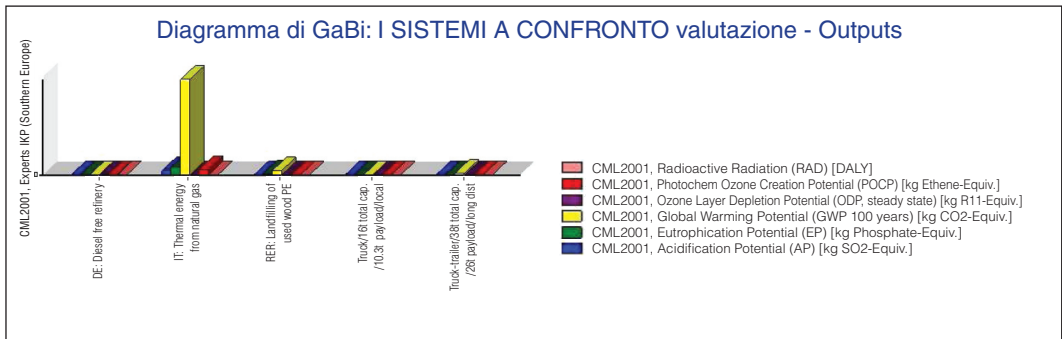 Diagramma di GaBi: I SISTEMI A CONFRONTO valutazione - Outputs
CML2001, Experts IKP (Southern Europe)
0
DE: Diesel free refinery
IT: Thermal energy
from natural gas
RER: Landfilling of
used wood PE
Truck/16t total cap.
/10.3t payload/local
Truck-trailer/38t total cap.
/26t payload/long dist
CML2001, Radioactive Radiation (RAD) [DALY]
CML2001, Photochem Ozone Creation Potential (POCP) [kg Ethene-Equiv.]
CML2001, Ozone Layer Depletion Potential (ODP, steady state) [kg R11-Equiv.]
CML2001, Global Warming Potential (GWP 100 years) [kg CO2-Equiv.]
CML2001, Eutrophication Potential (EP) [kg Phosphate-Equiv.]
CML2001, Acidification Potential (AP) [kg SO2-Equiv.]